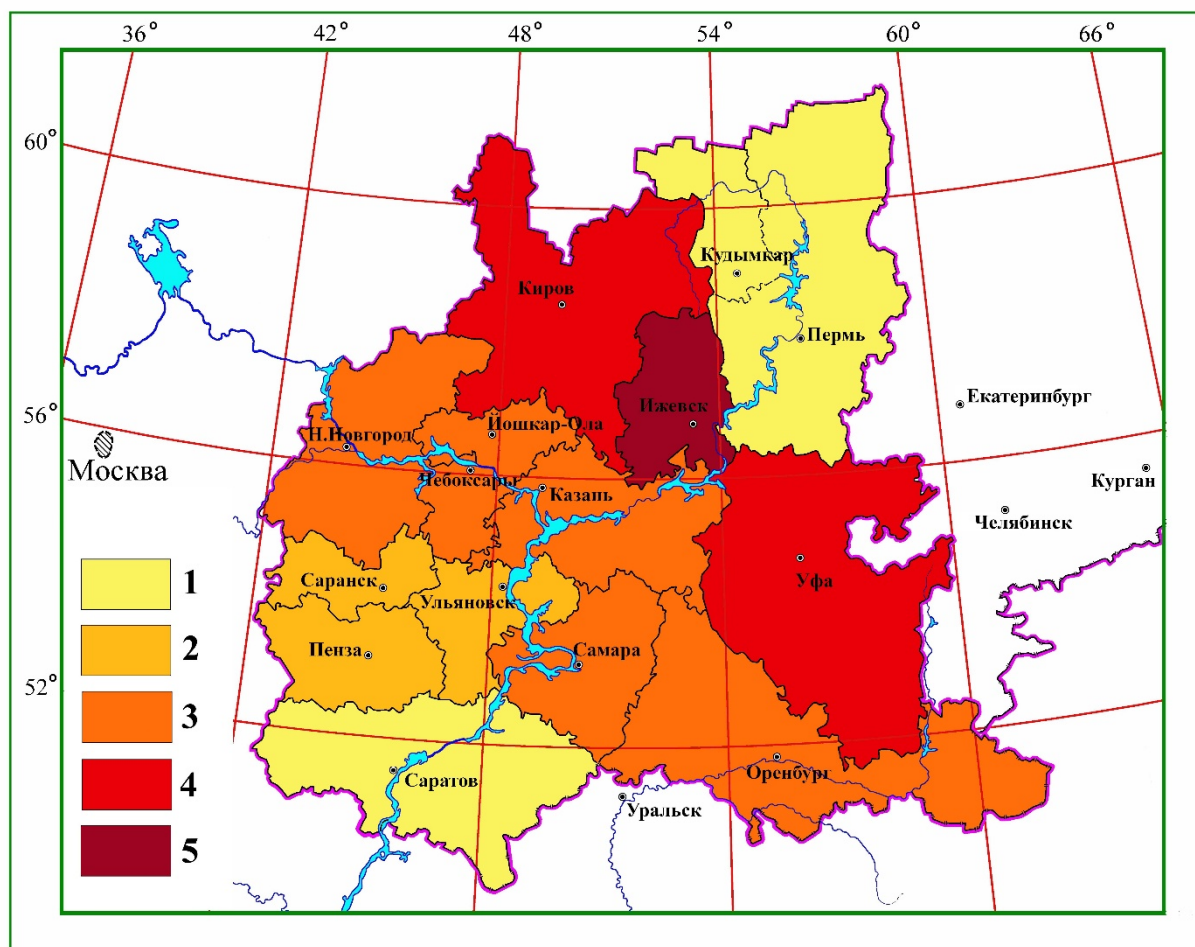 36° 42° 48° 54° 60° 66°
60°
56°
52°
Кудымкар
Киров
Пермь
Екатеринбург
Ижевск
Йошкар-Ола
Н.Новгород
Москва
Чебоксары
Казань
Курган
Челябинск
Уфа
Саранск
Ульяновск
Пенза
Самара
Саратов
Оренбург
Уральск
1
2
3
4
5